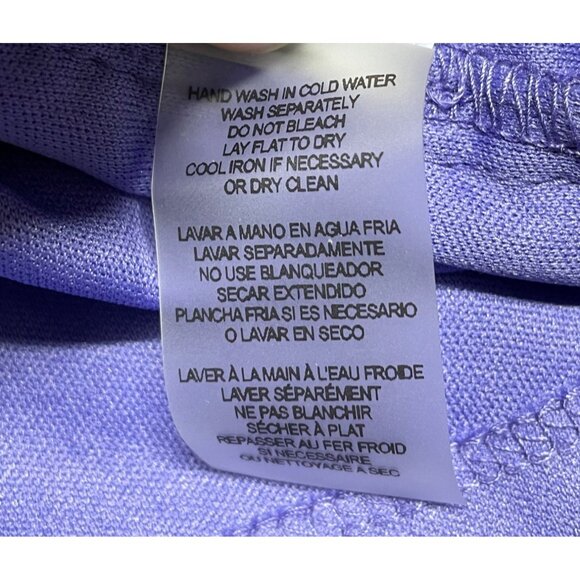 HAND WASH IN COLD WATER
WASH SEPARATELY
DO NOT BLEACH
LAY FLAT TO DRY
COOL IRON IF NECESSARY
OR DRY CLEAN
LAVAR A MANO EN AGUA FRIA
LAVAR SEPARADAMENTE
NO USE BLANQUEADOR
SECAR EXTENDIDO
PLANCHA FRIA SI ES NECESARIO
O LAVAR EN SECO
LAVER À LA MAIN À L'EAU FROIDE
LAVER SÉPARÉMENT
NE PAS BLANCHIR
SÉCHER À PLAT
REPASSER AU FER FROID
SI NECESSAIRE
OU NETTOYAGE A SEC